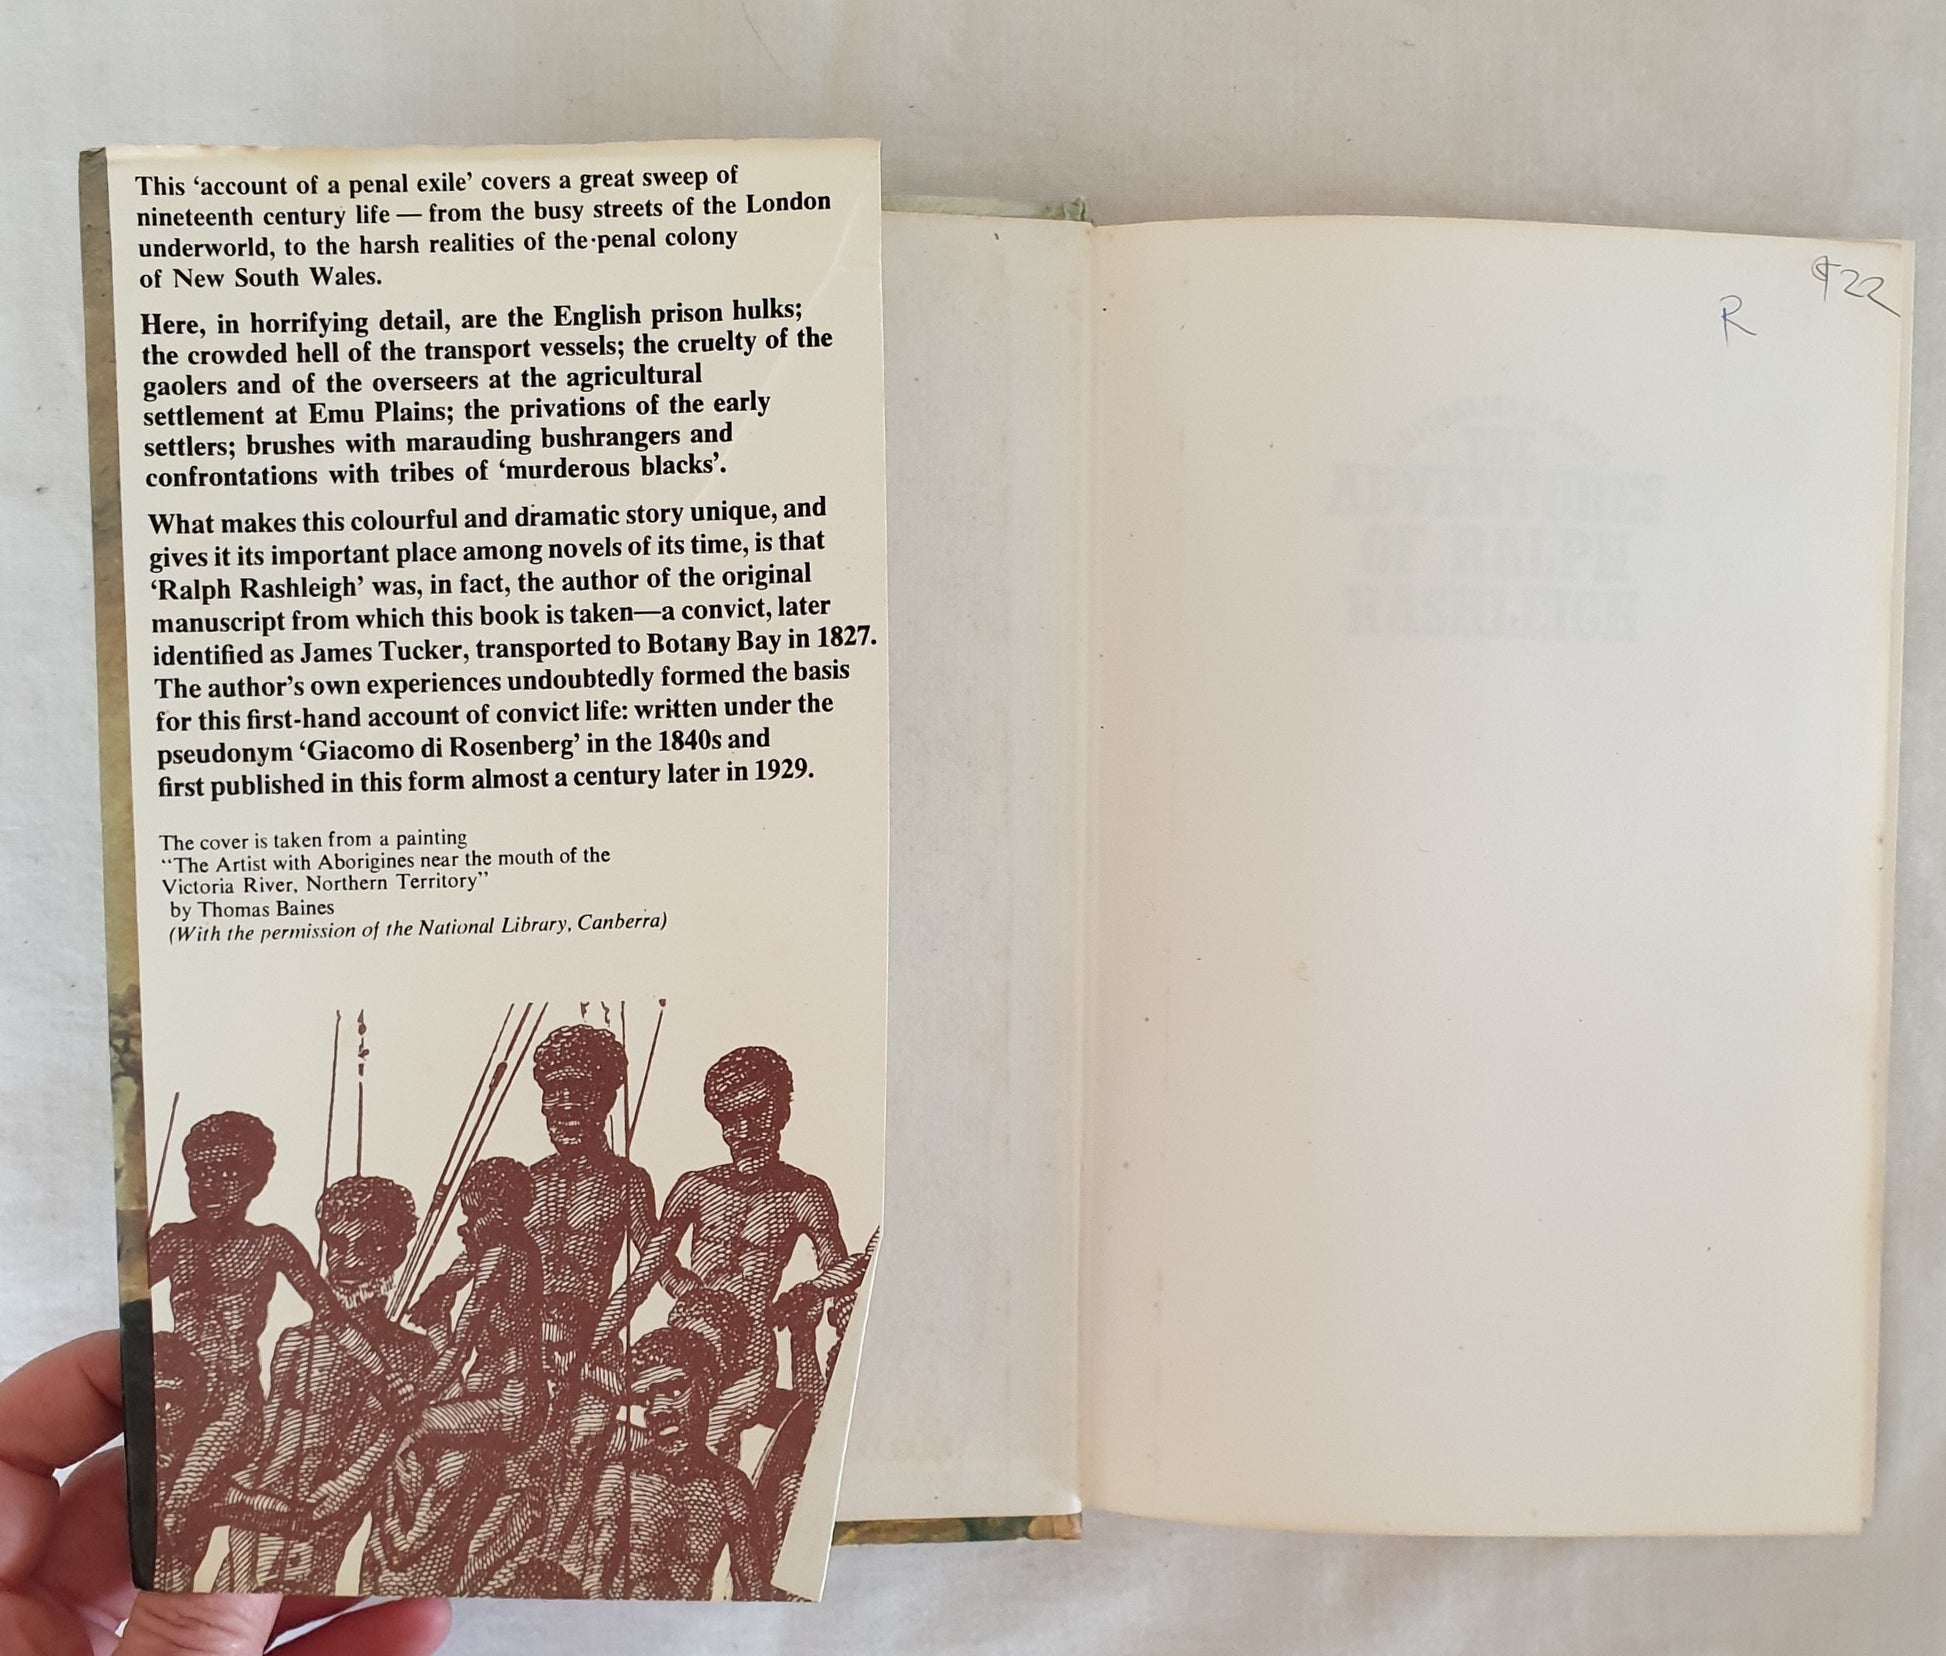 This ‘account of a penal exile’ covers a great sweep of
nineteenth century life — from the busy streets of the London
underworld, to the harsh realities of the penal colony
of New South Wales.
Here, in horrifying detail, are the English prison hulks;
the crowded hell of the transport vessels; the cruelty of the
gaolers and of the overseers at the agricultural
settlement at Emu Plains; the privations of the early
settlers; brushes with marauding bushrangers and
confrontations with tribes of ‘murderous blacks’.
What makes this colourful and dramatic story unique, and
gives it its important place among novels of its time, is that
‘Ralph Rashleigh’ was, in fact, the author of the original
manuscript from which this book is taken—a convict, later
identified as James Tucker, transported to Botany Bay in 1827.
The author’s own experiences undoubtedly formed the basis
for this first-hand account of convict life: written under the
pseudonym ‘Giacomo di Rosenberg’ in the 1840s and
first published in this form almost a century later in 1929.
The cover is taken from a painting
“The Artist with Aborigines near the mouth of the
Victoria River, Northern Territory”
by Thomas Baines
(With the permission of the National Library, Canberra)
$22
R